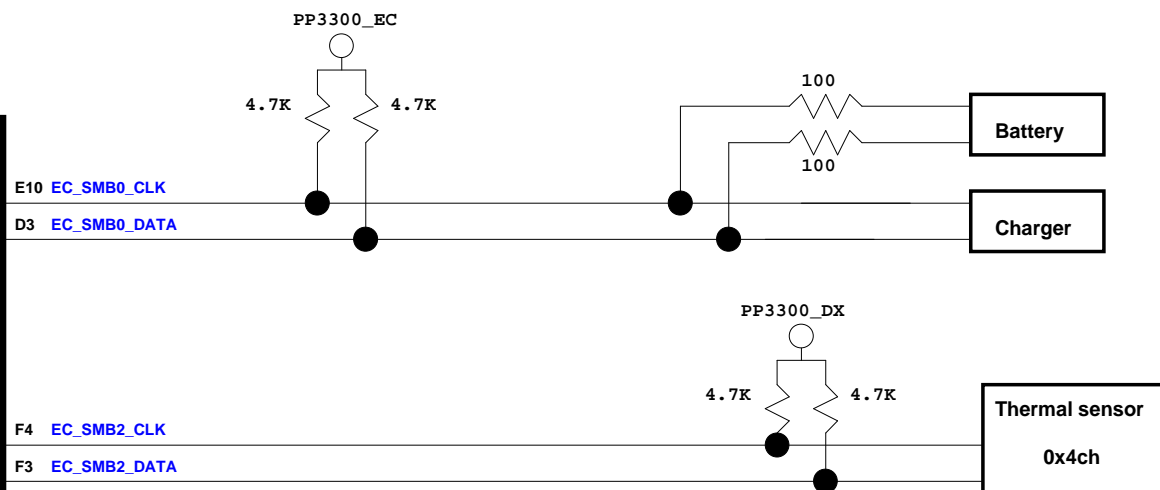 PP3300_EC
4.7K 4.7K
100
Battery
100
E10 EC_SMB0_CLK
D3 EC_SMB0_DATA
Charger
PP3300_DX
4.7K 4.7K
Thermal sensor
0x4ch
F4 EC_SMB2_CLK
F3 EC_SMB2_DATA